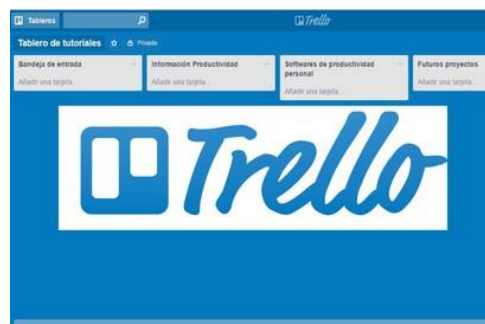 Tableros
Trello
Tablero de tutoriales Privado
Bandeja de entrada
Añadir una tarjeta...
Información Productividad
Añadir una tarjeta...
Softwares de productividad
personal
Añadir una tarjeta...
Futuros proyectos
Añadir una tarjeta...
Trello